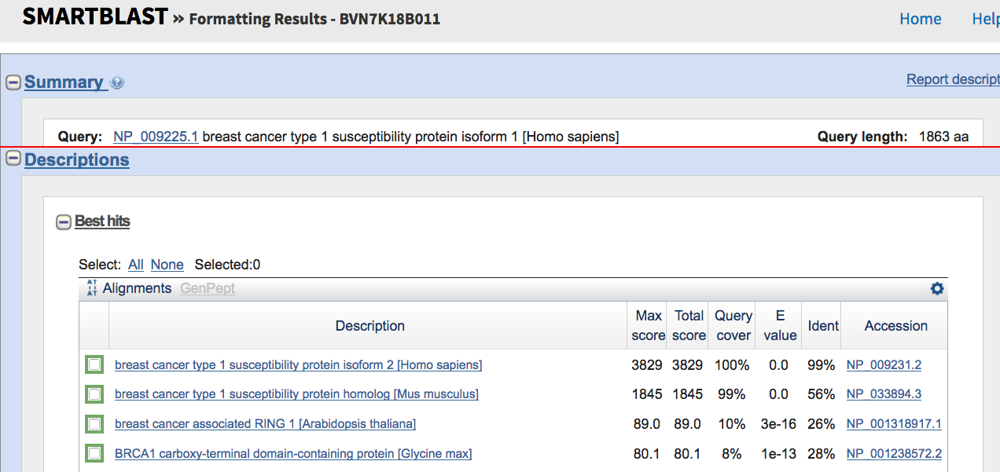 SMARTBLAST » Formatting Results - BVN7K18B011 Home Help
Summary ? Report descript
Query: NP_009225.1 breast cancer type 1 susceptibility protein isoform 1 [Homo sapiens] Query length: 1863 aa
Descriptions
Best hits
Select: All None Selected:0
Alignments GenPept
Description Max score Total score Query cover E value Ident Accession
breast cancer type 1 susceptibility protein isoform 2 [Homo sapiens] 3829 3829 100% 0.0 99% NP_009231.2
breast cancer type 1 susceptibility protein homolog [Mus musculus] 1845 1845 99% 0.0 56% NP_033894.3
breast cancer associated RING 1 [Arabidopsis thaliana] 89.0 89.0 10% 3e-16 26% NP_001318917.1
BRCA1 carboxy-terminal domain-containing protein [Glycine max] 80.1 80.1 8% 1e-13 28% NP_001238572.2